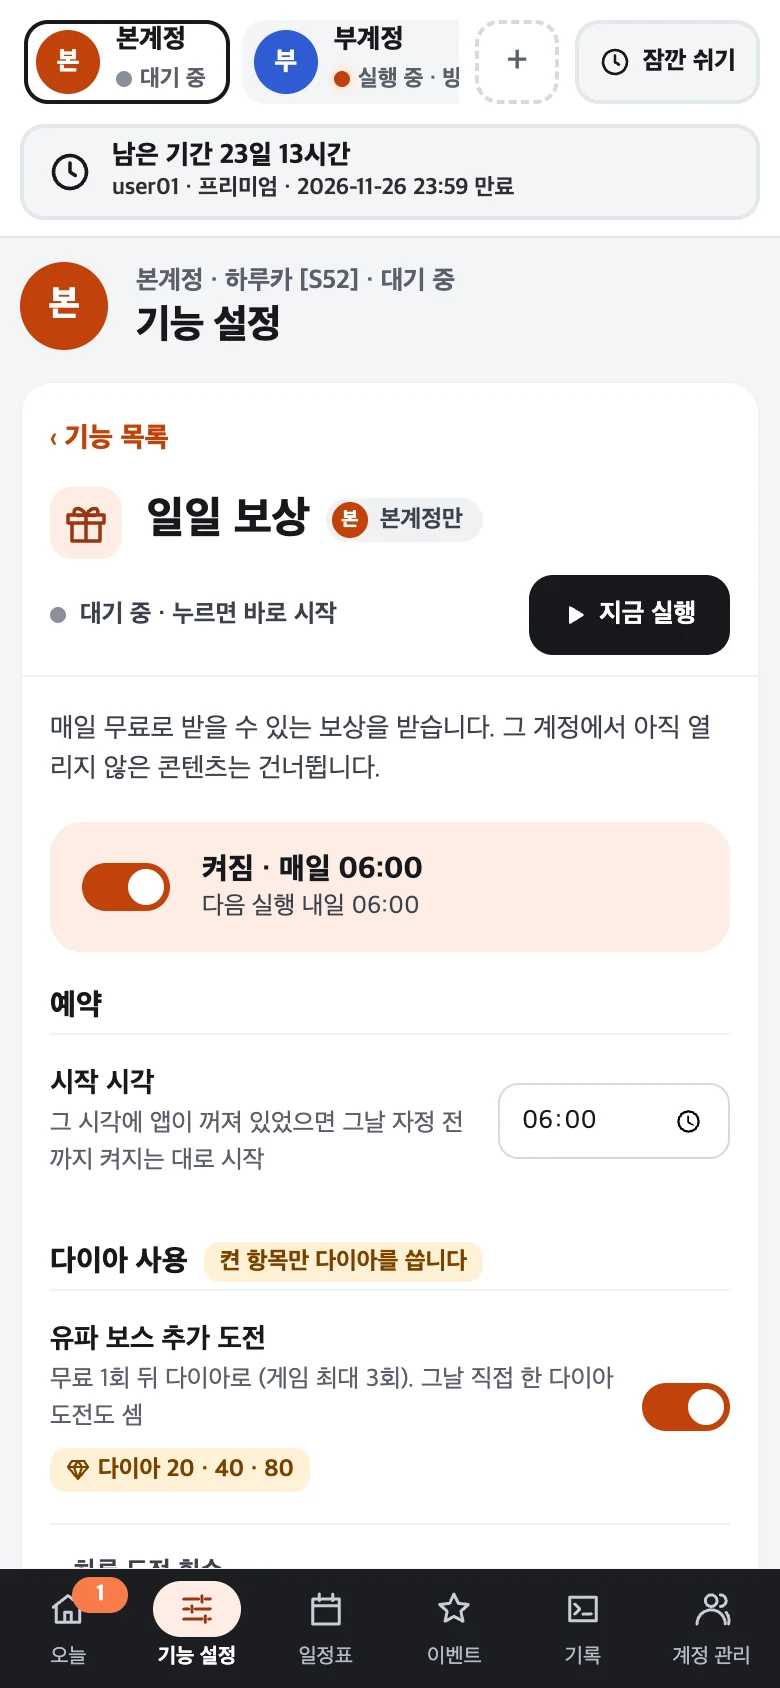 본
본계정
대기 중
부
부계정
실행 중 · 방
+
잠깐 쉬기
남은 기간 23일 13시간
user01 · 프리미엄 · 2026-11-26 23:59 만료
본
본계정 · 하루카 [S52] · 대기 중
기능 설정
‹ 기능 목록
일일 보상
본 본계정만
대기 중 · 누르면 바로 시작
지금 실행
매일 무료로 받을 수 있는 보상을 받습니다. 그 계정에서 아직 열
리지 않은 콘텐츠는 건너뜁니다.
켜짐 · 매일 06:00
다음 실행 내일 06:00
예약
시작 시각
그 시각에 앱이 꺼져 있었으면 그날 자정 전
까지 켜지는 대로 시작
06:00
다이아 사용
켠 항목만 다이아를 씁니다
유파 보스 추가 도전
무료 1회 뒤 다이아로 (게임 최대 3회). 그날 직접 한 다이아
도전도 셈
다이아 20 · 40 · 80
1
오늘
기능 설정
일정표
이벤트
기록
계정 관리